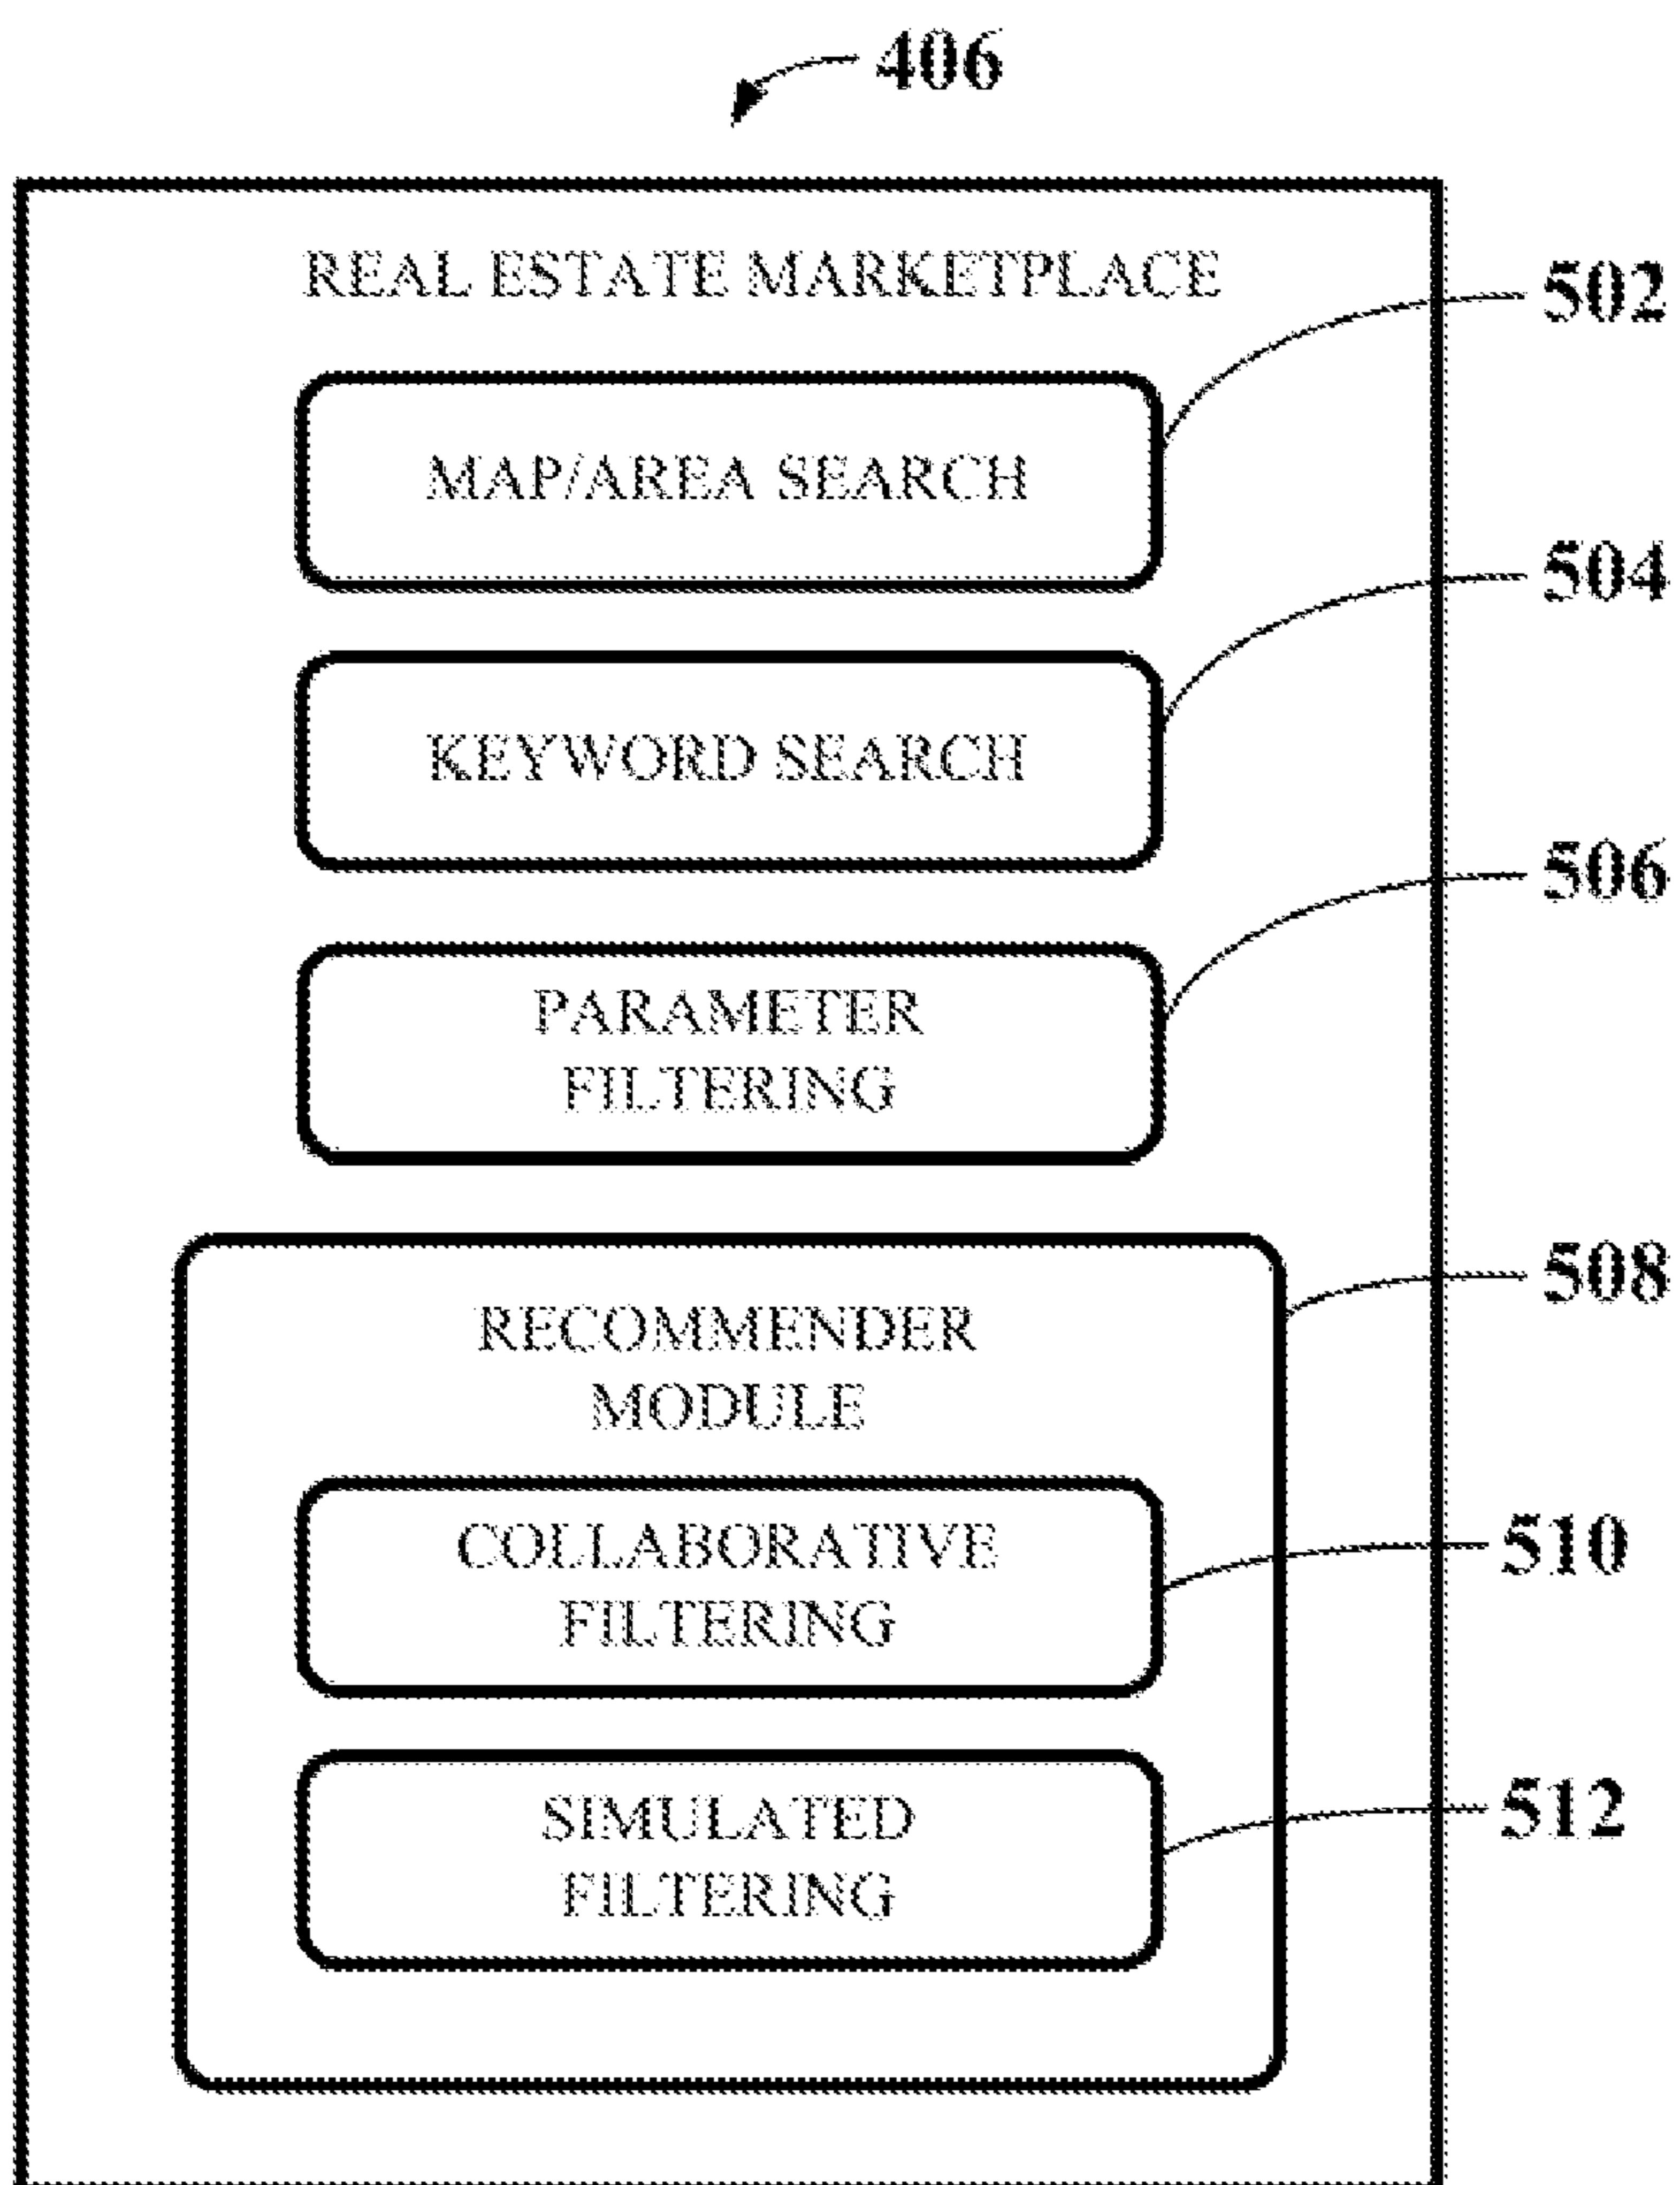 406
REAL ESTATE MARKETPLACE
502
MAP/AREA SEARCH
504
KEYWORD SEARCH
506
PARAMETER
FILTERING
508
RECOMMENDER
MODULE
510
COLLABORATIVE
FILTERING
512
SIMULATED
FILTERING